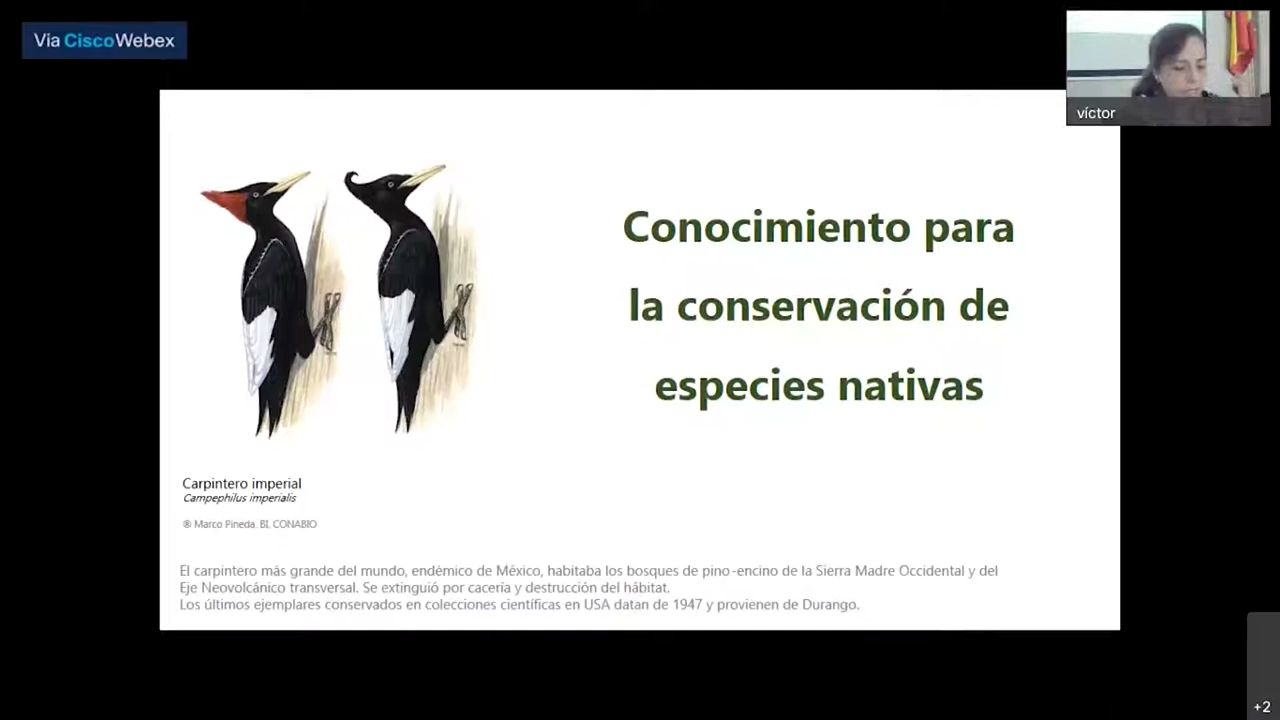 Vía CiscoWebex
víctor
Conocimiento para
la conservación de
especies nativas
Carpintero imperial
Campephilus imperialis
® Marco Pineda. BI. CONABIO
El carpintero más grande del mundo, endémico de México, habitaba los bosques de pino-encino de la Sierra Madre Occidental y del
Eje Neovolcánico transversal. Se extinguió por cacería y destrucción del hábitat.
Los últimos ejemplares conservados en colecciones científicas en USA datan de 1947 y provienen de Durango.
+2